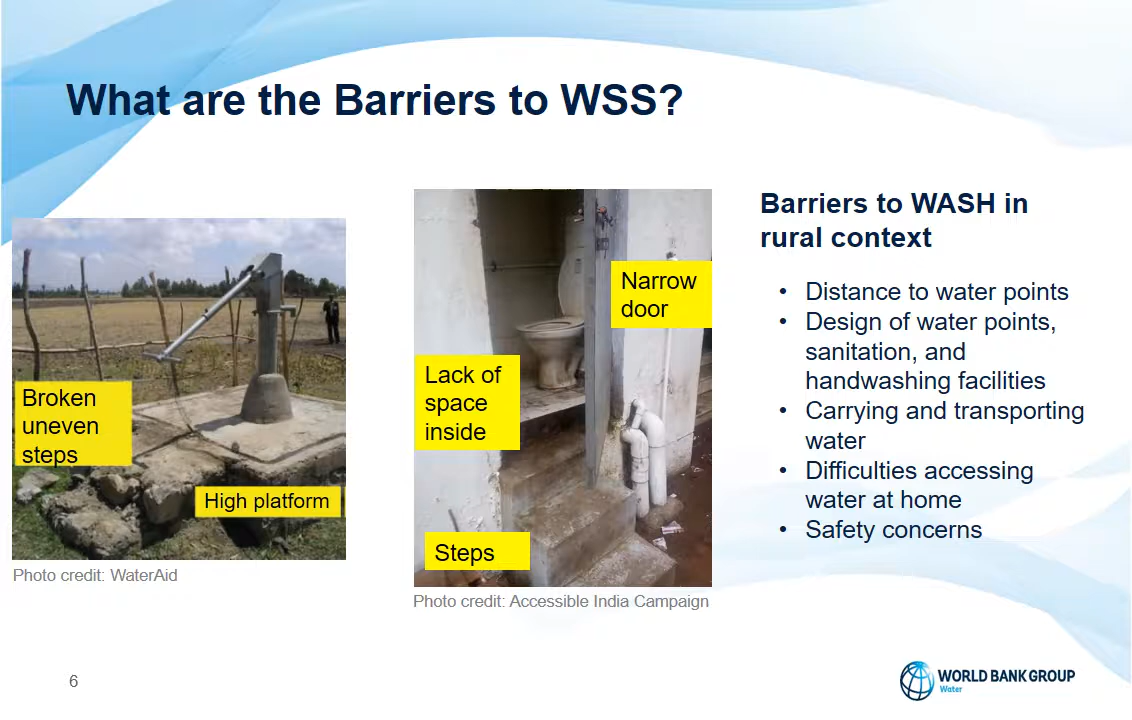 What are the Barriers to WSS?
Broken
uneven
steps
High platform
Photo credit: WaterAid
Narrow
door
Lack of
space
inside
Steps
Photo credit: Accessible India Campaign
Barriers to WASH in
rural context
• Distance to water points
• Design of water points,
sanitation, and
handwashing facilities
• Carrying and transporting
water
• Difficulties accessing
water at home
• Safety concerns
6
WORLD BANK GROUP
Water